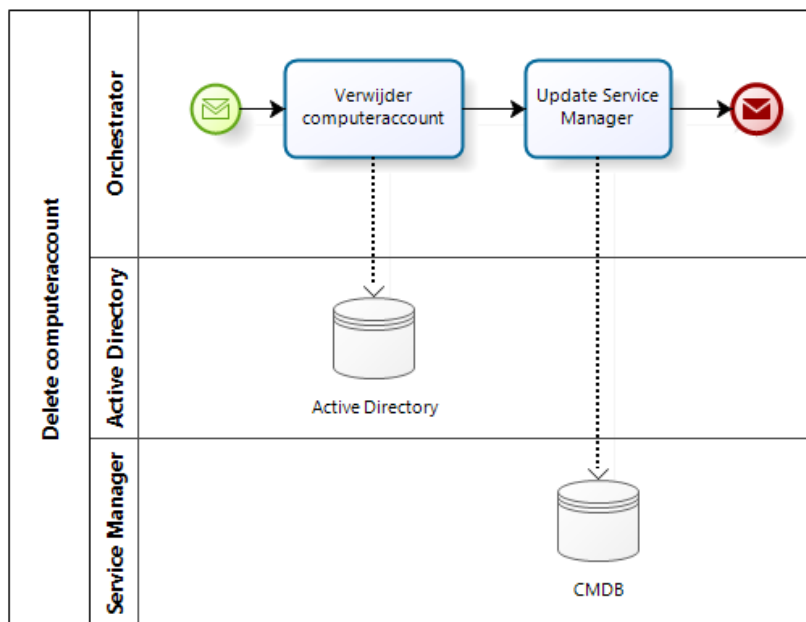 Delete computeraccount
Orchestrator
Verwijder
computeraccount
Update Service
Manager
Active Directory
Active Directory
Service Manager
CMDB